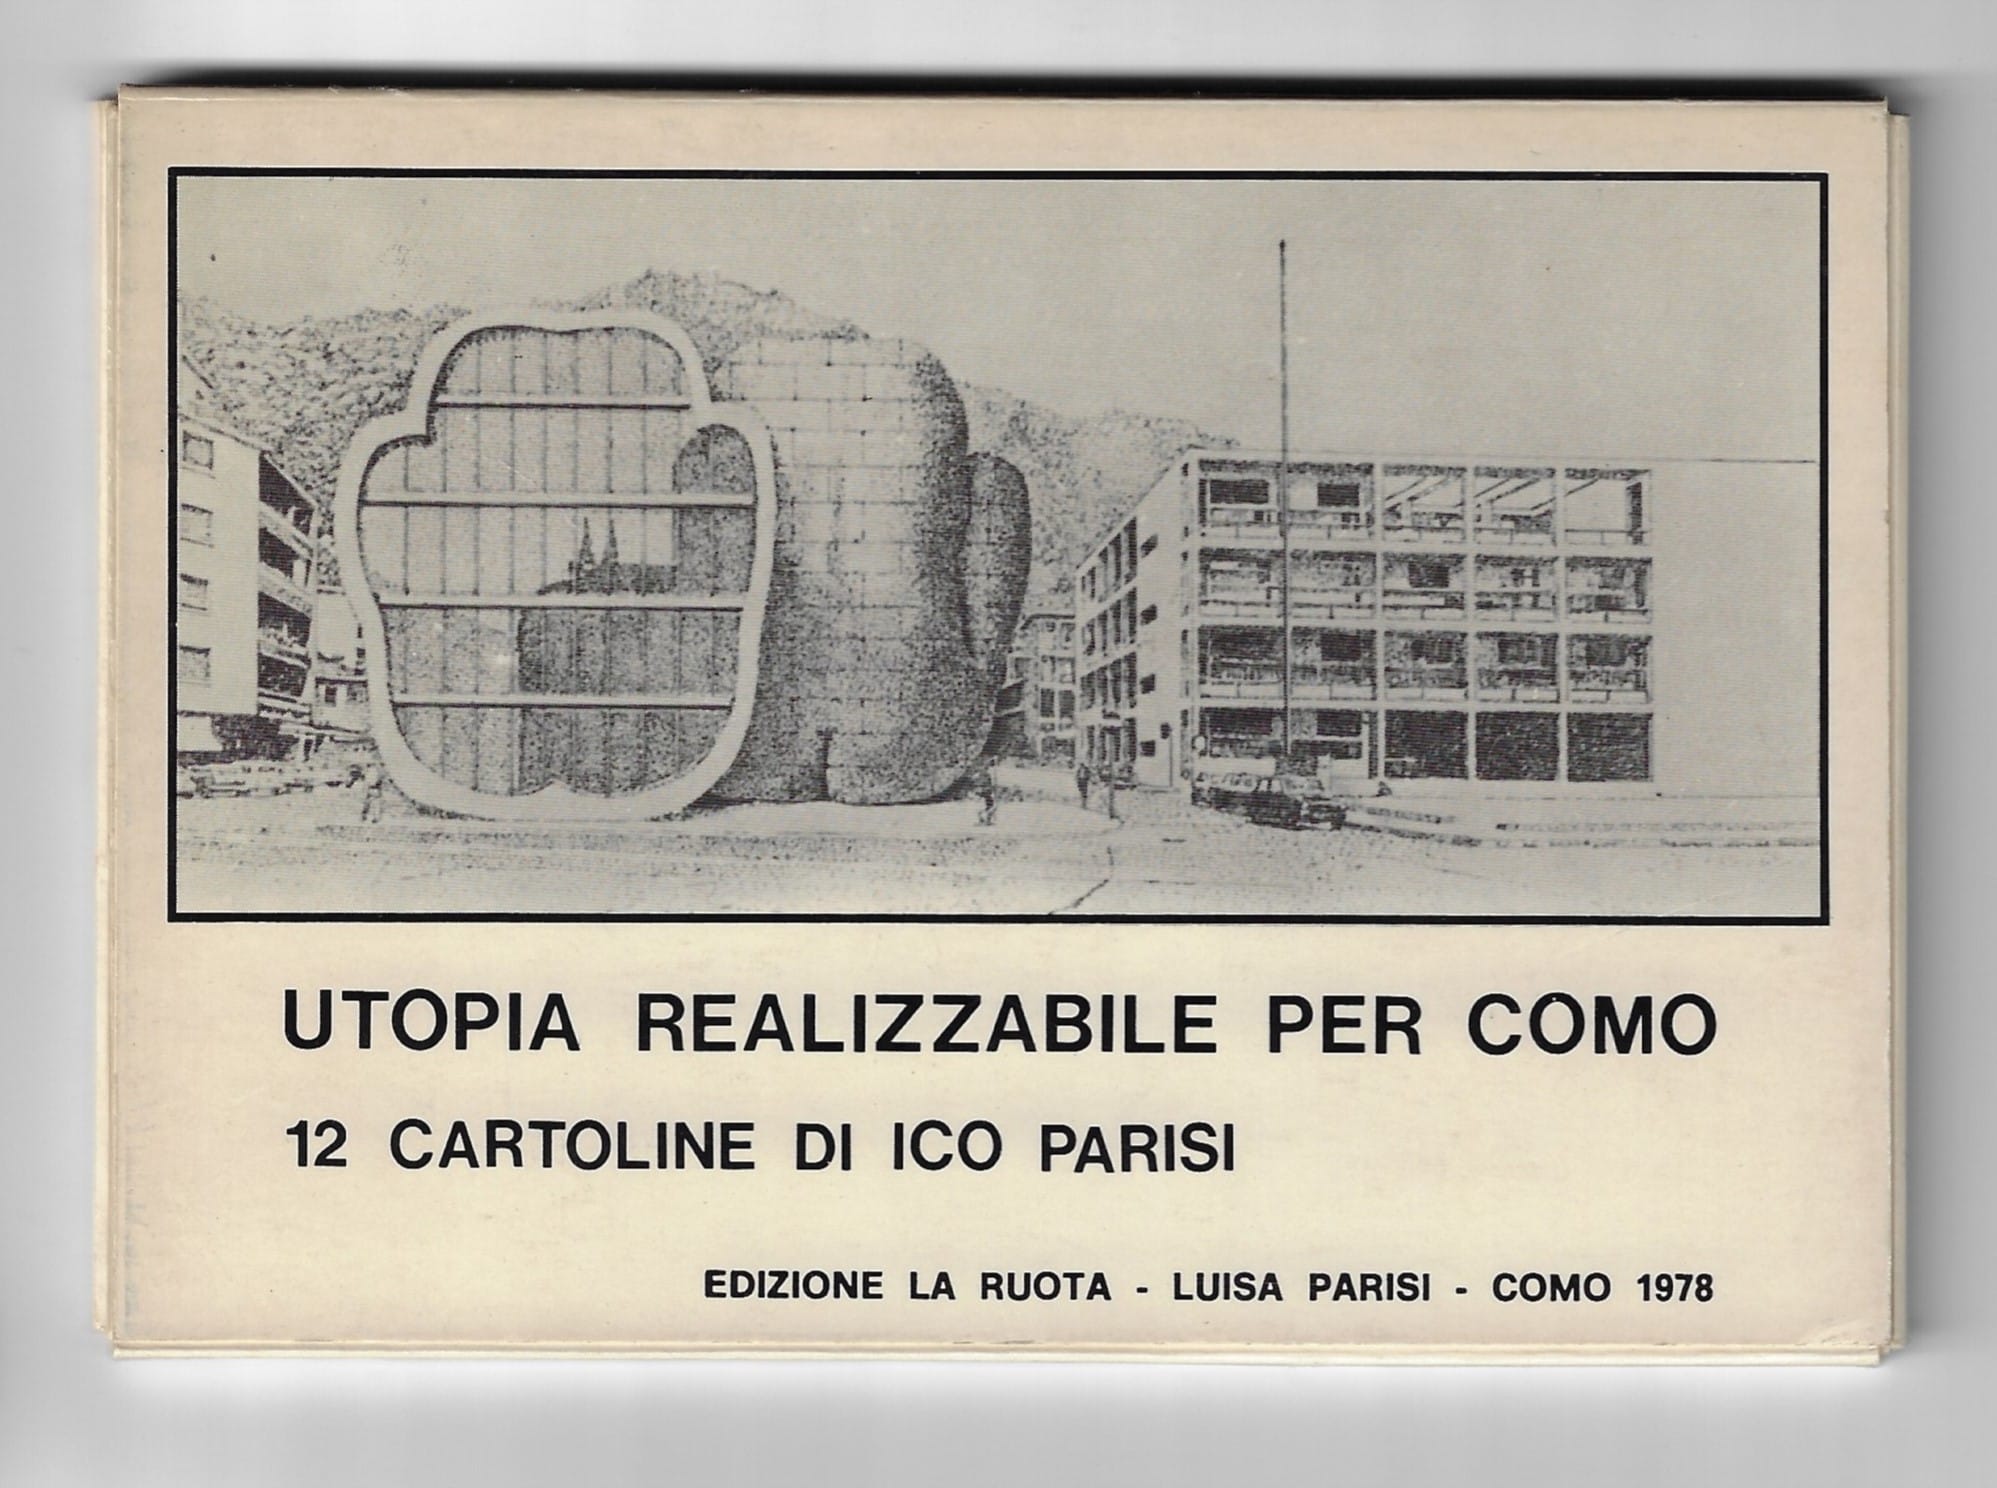 UTOPIA REALIZZABILE PER COMO
12 CARTOLINE DI ICO PARISI
EDIZIONE LA RUOTA - LUISA PARISI - COMO 1978